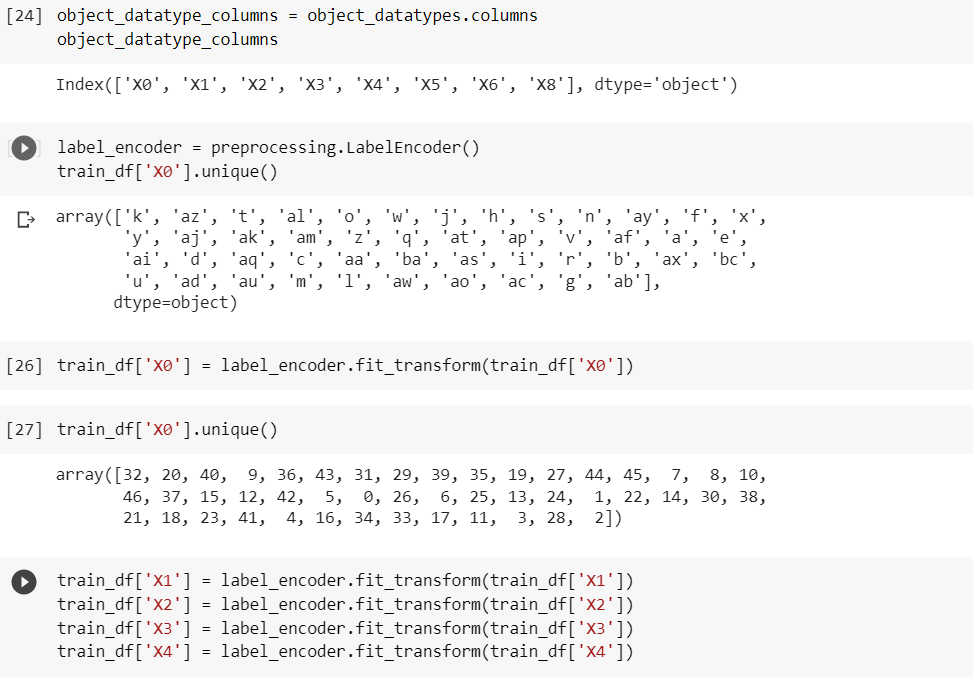 [24] object_datatype_columns = object_datatypes.columns
object_datatype_columns
Index(['X0', 'X1', 'X2', 'X3', 'X4', 'X5', 'X6', 'X8'], dtype='object')
label_encoder = preprocessing.LabelEncoder()
train_df['X0'].unique()
array(['k', 'az', 't', 'al', 'o', 'w', 'j', 'h', 's', 'n', 'ay', 'f', 'x',
'y', 'aj', 'ak', 'am', 'z', 'q', 'at', 'ap', 'v', 'af', 'a', 'e',
'ai', 'd', 'aq', 'c', 'aa', 'ba', 'as', 'i', 'r', 'b', 'ax', 'bc',
'u', 'ad', 'au', 'm', 'l', 'aw', 'ao', 'ac', 'g', 'ab'],
dtype=object)
[26] train_df['X0'] = label_encoder.fit_transform(train_df['X0'])
[27] train_df['X0'].unique()
array([32, 20, 40, 9, 36, 43, 31, 29, 39, 35, 19, 27, 44, 45, 7, 8, 10,
46, 37, 15, 12, 42, 5, 0, 26, 6, 25, 13, 24, 1, 22, 14, 30, 38,
21, 18, 23, 41, 4, 16, 34, 33, 17, 11, 3, 28, 2])
train_df['X1'] = label_encoder.fit_transform(train_df['X1'])
train_df['X2'] = label_encoder.fit_transform(train_df['X2'])
train_df['X3'] = label_encoder.fit_transform(train_df['X3'])
train_df['X4'] = label_encoder.fit_transform(train_df['X4'])